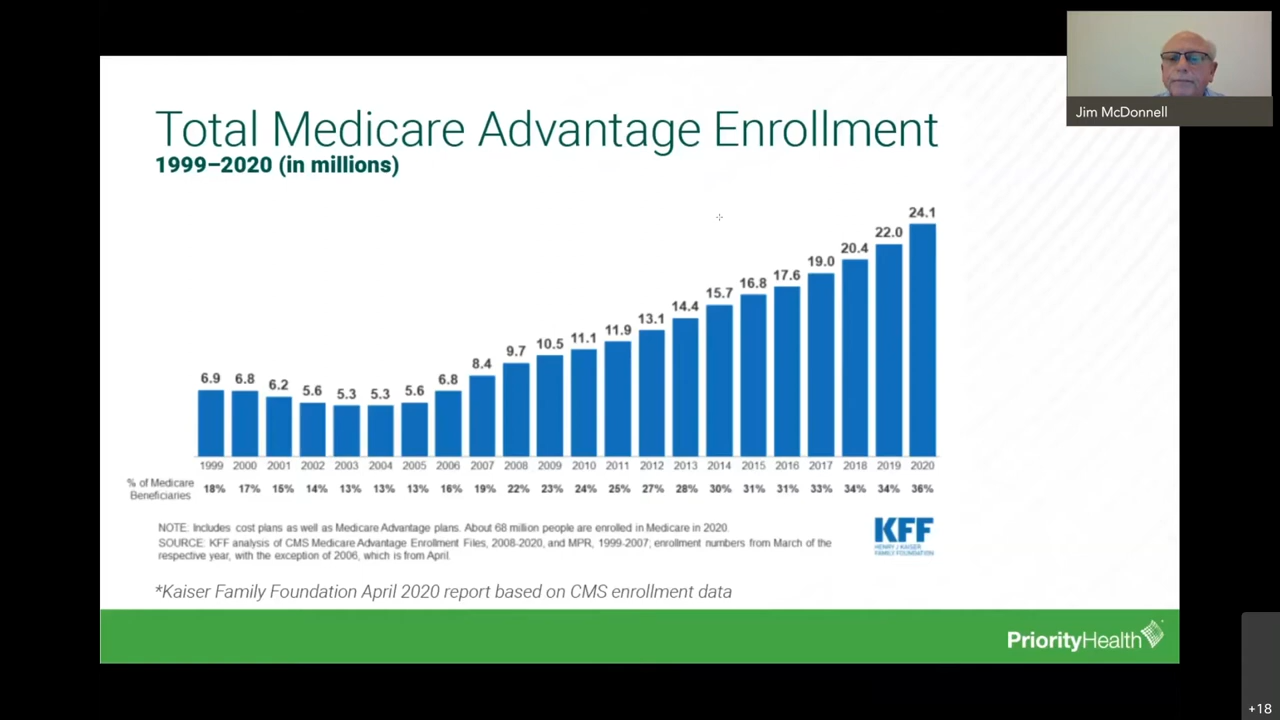 Jim McDonnell
Total Medicare Advantage Enrollment
1999–2020 (in millions)
6.9 6.8 6.2 5.6 5.3 5.3 5.6 6.8 8.4 9.7 10.5 11.1 11.9 13.1 14.4 15.7 16.8 17.6 19.0 20.4 22.0 24.1
1999 2000 2001 2002 2003 2004 2005 2006 2007 2008 2009 2010 2011 2012 2013 2014 2015 2016 2017 2018 2019 2020
% of Medicare
Beneficiaries
18% 17% 15% 14% 13% 13% 13% 16% 19% 22% 23% 24% 25% 27% 28% 30% 31% 31% 33% 34% 34% 36%
NOTE: Includes cost plans as well as Medicare Advantage plans. About 68 million people are enrolled in Medicare in 2020.
SOURCE: KFF analysis of CMS Medicare Advantage Enrollment Files, 2008-2020, and MPR, 1999-2007; enrollment numbers from March of the
respective year, with the exception of 2006, which is from April.
KFF
HENRY J KAISER
FAMILY FOUNDATION
*Kaiser Family Foundation April 2020 report based on CMS enrollment data
PriorityHealth
+18